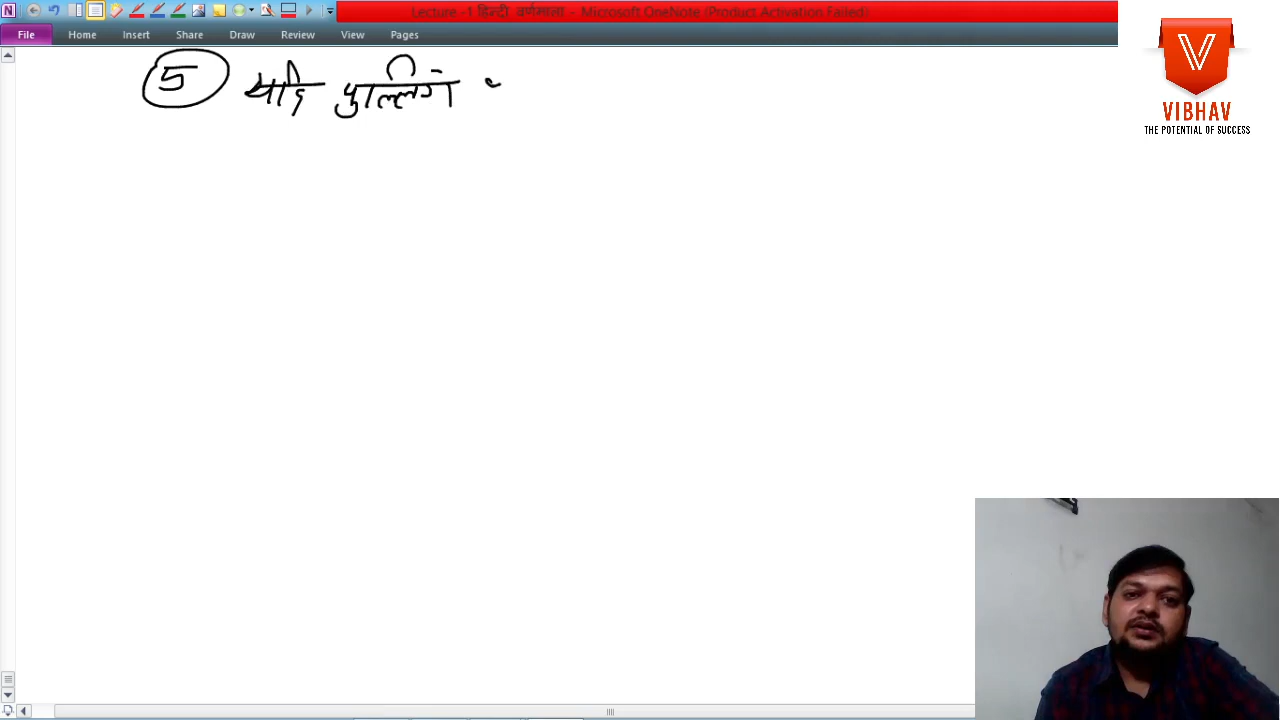 Lecture -1 हिन्दी वर्णमाला - Microsoft OneNote (Product Activation Failed)
File Home Insert Share Draw Review View Pages
5 यदि पुल्लिंग
VIBHAV
THE POTENTIAL OF SUCCESS